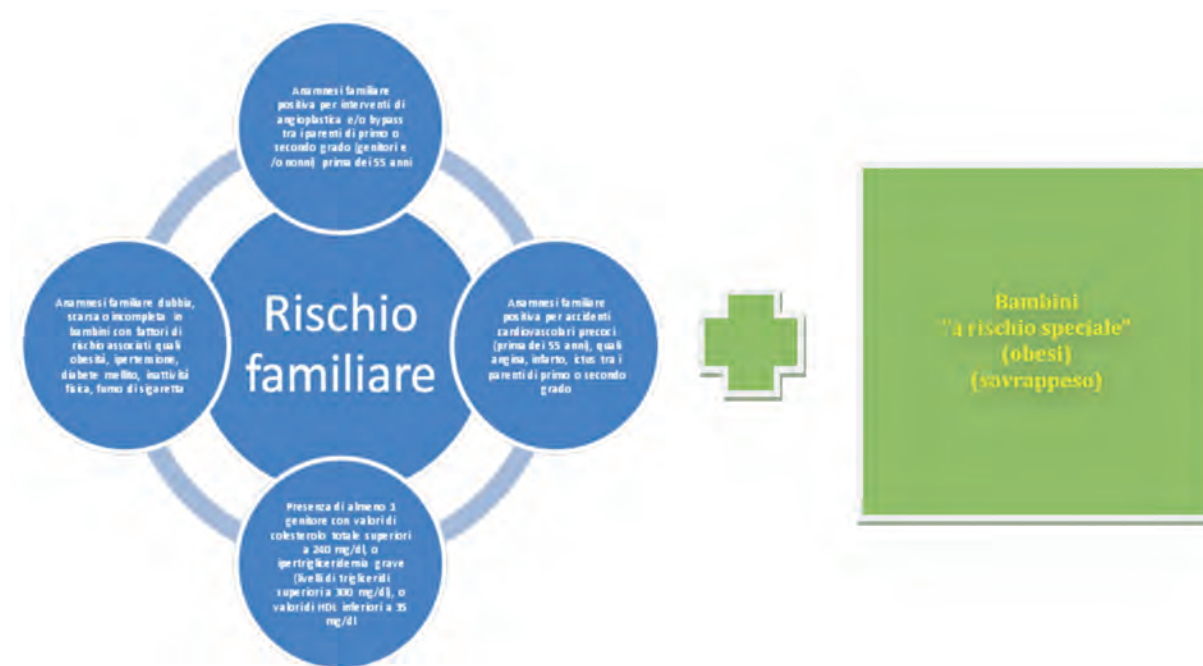 Anamnesi familiare
positiva per interventi di
angioplastica e/o bypass
tra i parenti di primo o
secondo grado (genitori e
/o nonni) prima dei 55 anni
Anamnesi familiare dubbia,
scarsa o incompleta in
bambini con fattori di
rischio associati quali
obesità, ipertensione,
diabete mellito, inattività
fisica, fumo di sigaretta
Rischio
familiare
Anamnesi familiare
positiva per accidenti
cardiovascolari precoci
(prima dei 55 anni), quali
angina, infarto, ictus tra i
parenti di primo o secondo
grado
Presenza di almeno 1
genitore con valori di
colesterolo totale superiori
a 240 mg/dl, o
ipertrigliceridemia grave
(livelli di trigliceridi
superiori a 300 mg/dl), o
valori di HDL inferiori a 35
mg/dl
Bambini
"a rischio speciale"
(obesi)
(sovrappeso)